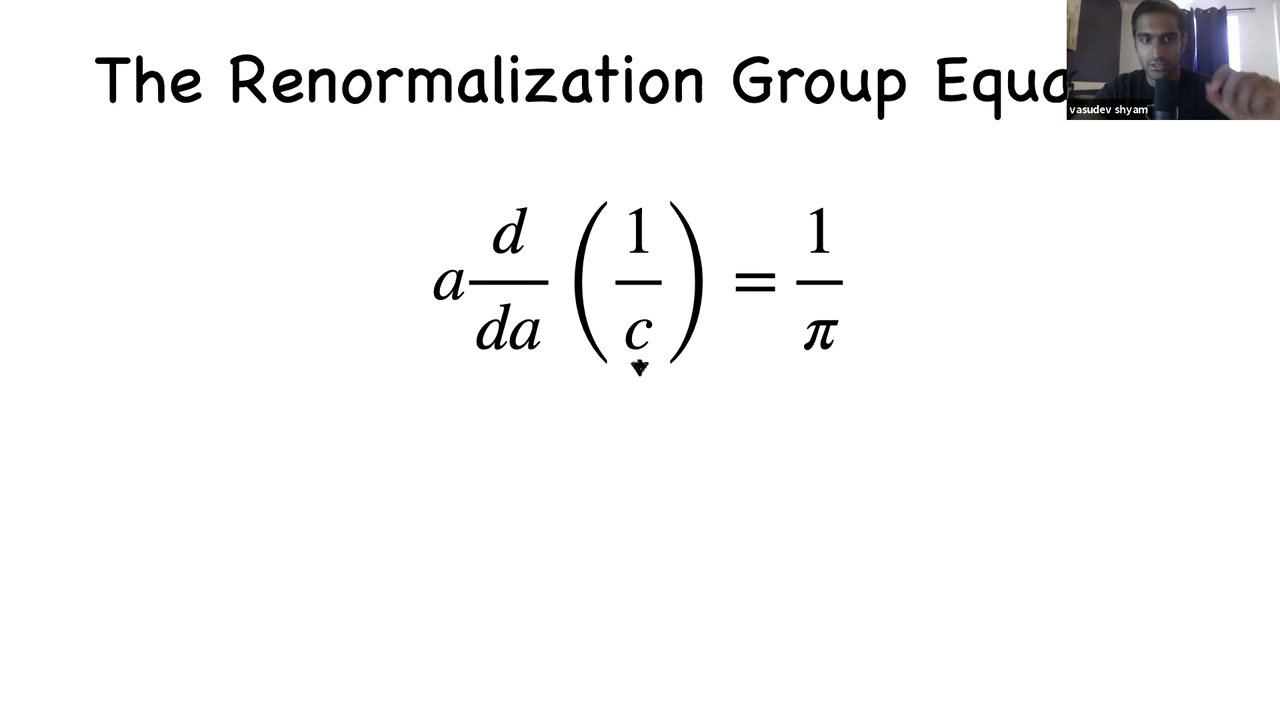 The Renormalization Group Equa
vasudev shyam
a d/da (1/c) = 1/π